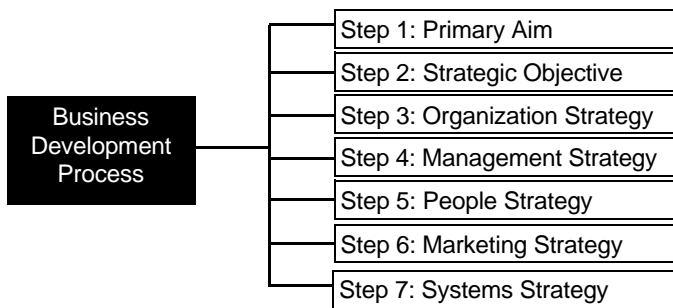 Business
Development
Process
Step 1: Primary Aim
Step 2: Strategic Objective
Step 3: Organization Strategy
Step 4: Management Strategy
Step 5: People Strategy
Step 6: Marketing Strategy
Step 7: Systems Strategy